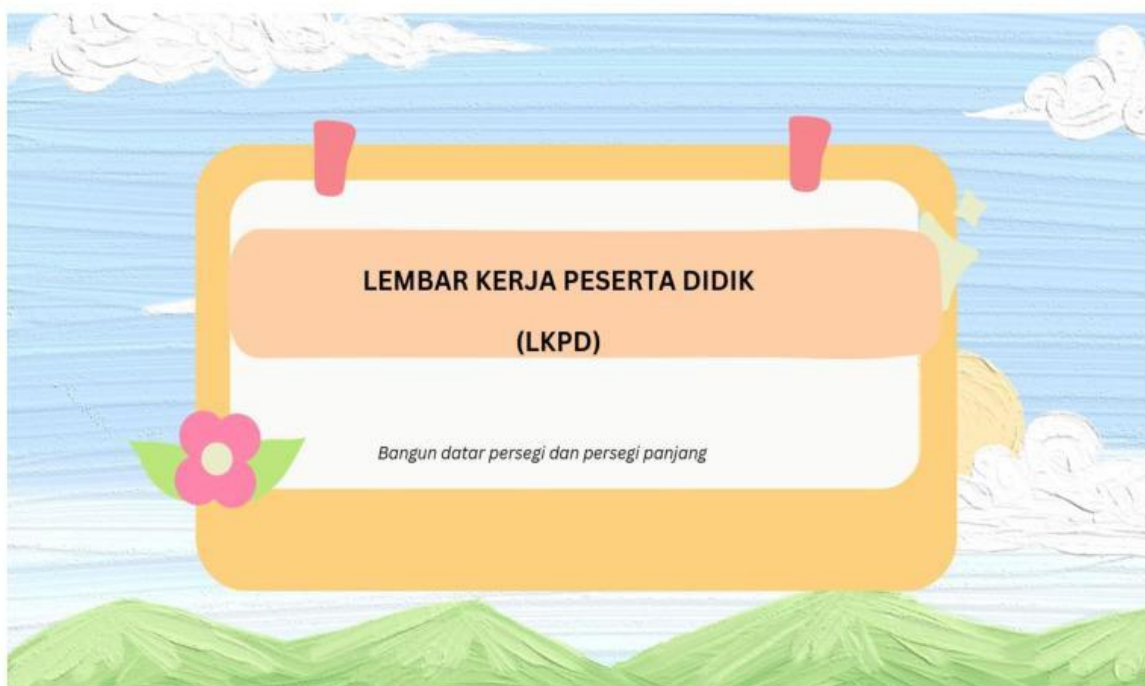 LEMBAR KERJA PESERTA DIDIK
(LKPD)
Bangun datar persegi dan persegi panjang